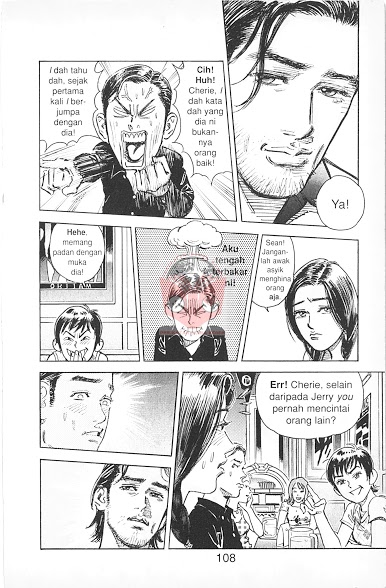 I dah tahu
dah, sejak
pertama
kali I ber-
jumpa
dengan
dia!
Cih!
Huh!
Cherie, I
dah kata
dah yang
dia ni
bukan-
nya
orang
baik!
Ya!
Hehe,
memang
padan dengan
muka
dia!
Aku
tengah
terbakar
ni!
Sean!
Jangan-
lah awak
asyik
menghina
orang
aja.
Err! Cherie, selain
daripada Jerry you
pernah mencintai
orang lain?
108